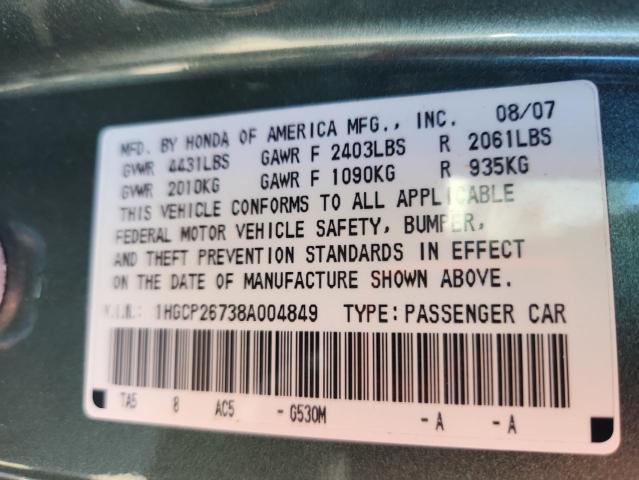 MFD. BY HONDA OF AMERICA MFG., INC. 08/07
GVWR 4431LBS GAWR F 2403LBS R 2061LBS
GVWR 2010KG GAWR F 1090KG R 935KG
THIS VEHICLE CONFORMS TO ALL APPLICABLE
FEDERAL MOTOR VEHICLE SAFETY, BUMPER,
AND THEFT PREVENTION STANDARDS IN EFFECT
ON THE DATE OF MANUFACTURE SHOWN ABOVE.
V.I.N.: 1HGCP26738A004849 TYPE: PASSENGER CAR
TA5 8 AC5 - G530M - A - A